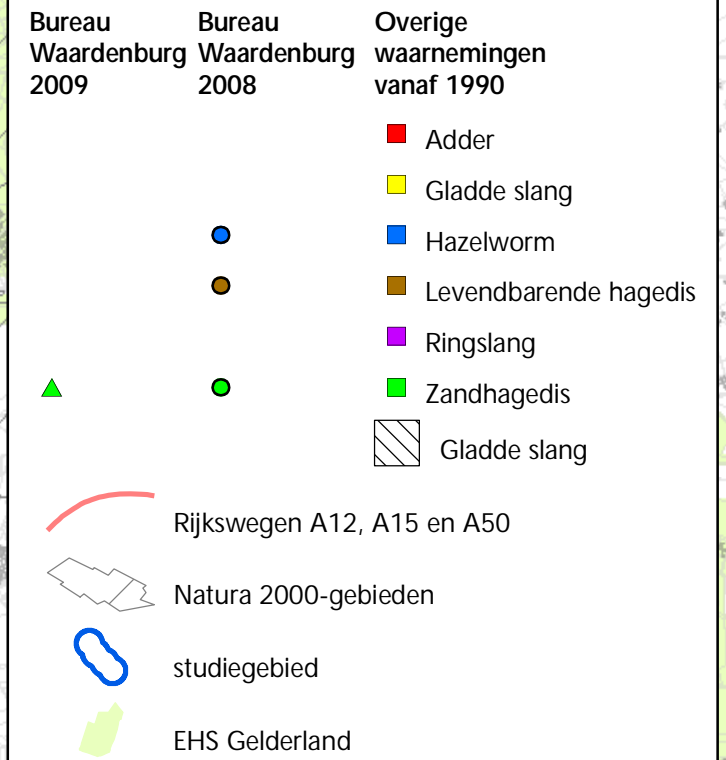 Bureau
Waardenburg
2009
Bureau
Waardenburg
2008
Overige
waarnemingen
vanaf 1990
Adder
Gladde slang
Hazelworm
Levendbarende hagedis
Ringslang
Zandhagedis
Gladde slang
Rijkswegen A12, A15 en A50
Natura 2000-gebieden
studiegebied
EHS Gelderland